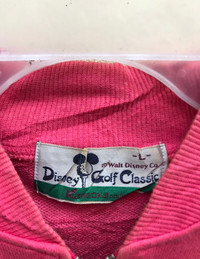 -L-
©Walt Disney Co.
Disney Golf Classic